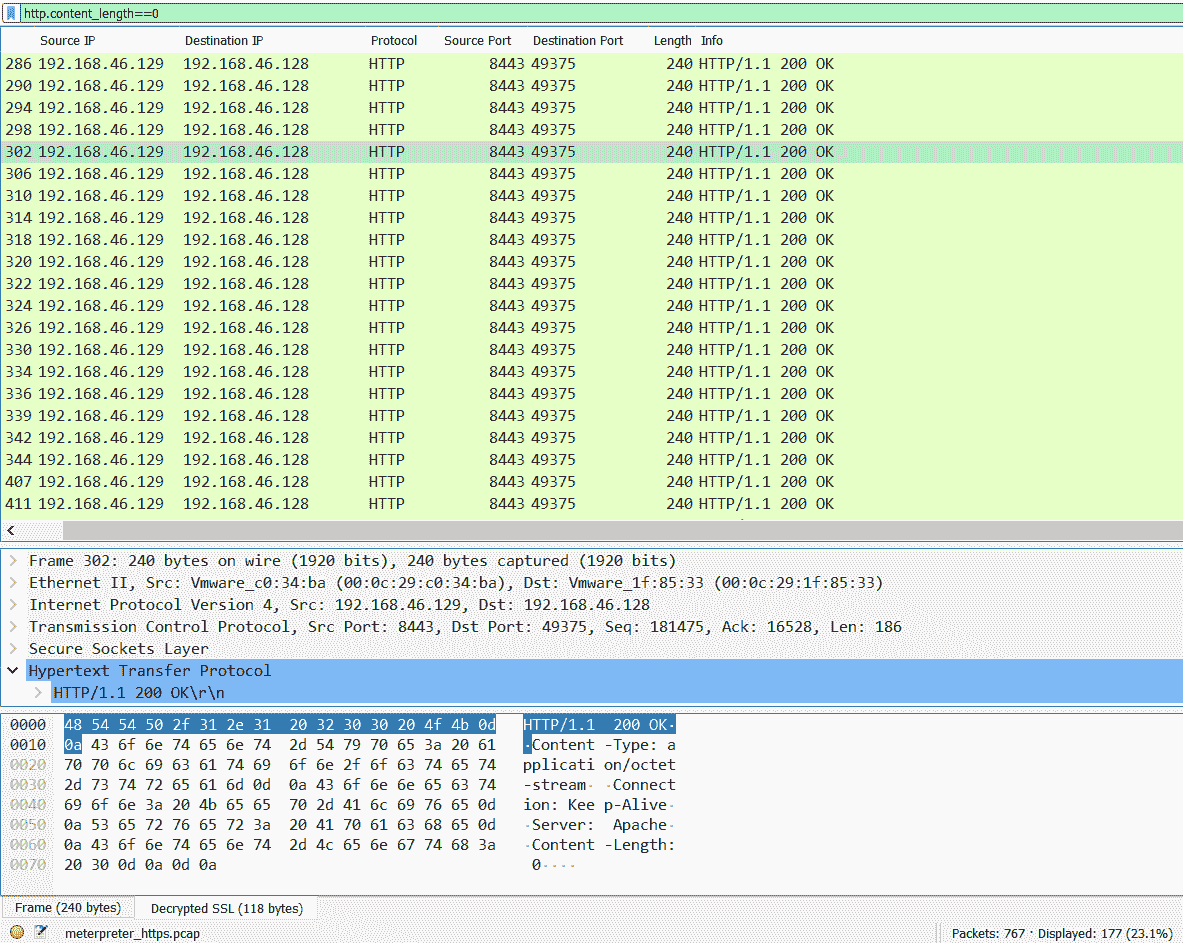 http.content_length==0
Source IP Destination IP Protocol Source Port Destination Port Length Info
286 192.168.46.129 192.168.46.128 HTTP 8443 49375 240 HTTP/1.1 200 OK
290 192.168.46.129 192.168.46.128 HTTP 8443 49375 240 HTTP/1.1 200 OK
294 192.168.46.129 192.168.46.128 HTTP 8443 49375 240 HTTP/1.1 200 OK
298 192.168.46.129 192.168.46.128 HTTP 8443 49375 240 HTTP/1.1 200 OK
302 192.168.46.129 192.168.46.128 HTTP 8443 49375 240 HTTP/1.1 200 OK
306 192.168.46.129 192.168.46.128 HTTP 8443 49375 240 HTTP/1.1 200 OK
310 192.168.46.129 192.168.46.128 HTTP 8443 49375 240 HTTP/1.1 200 OK
314 192.168.46.129 192.168.46.128 HTTP 8443 49375 240 HTTP/1.1 200 OK
318 192.168.46.129 192.168.46.128 HTTP 8443 49375 240 HTTP/1.1 200 OK
320 192.168.46.129 192.168.46.128 HTTP 8443 49375 240 HTTP/1.1 200 OK
322 192.168.46.129 192.168.46.128 HTTP 8443 49375 240 HTTP/1.1 200 OK
324 192.168.46.129 192.168.46.128 HTTP 8443 49375 240 HTTP/1.1 200 OK
326 192.168.46.129 192.168.46.128 HTTP 8443 49375 240 HTTP/1.1 200 OK
330 192.168.46.129 192.168.46.128 HTTP 8443 49375 240 HTTP/1.1 200 OK
334 192.168.46.129 192.168.46.128 HTTP 8443 49375 240 HTTP/1.1 200 OK
336 192.168.46.129 192.168.46.128 HTTP 8443 49375 240 HTTP/1.1 200 OK
339 192.168.46.129 192.168.46.128 HTTP 8443 49375 240 HTTP/1.1 200 OK
342 192.168.46.129 192.168.46.128 HTTP 8443 49375 240 HTTP/1.1 200 OK
344 192.168.46.129 192.168.46.128 HTTP 8443 49375 240 HTTP/1.1 200 OK
407 192.168.46.129 192.168.46.128 HTTP 8443 49375 240 HTTP/1.1 200 OK
411 192.168.46.129 192.168.46.128 HTTP 8443 49375 240 HTTP/1.1 200 OK
Frame 302: 240 bytes on wire (1920 bits), 240 bytes captured (1920 bits)
Ethernet II, Src: Vmware_c0:34:ba (00:0c:29:c0:34:ba), Dst: Vmware_1f:85:33 (00:0c:29:1f:85:33)
Internet Protocol Version 4, Src: 192.168.46.129, Dst: 192.168.46.128
Transmission Control Protocol, Src Port: 8443, Dst Port: 49375, Seq: 181475, Ack: 16528, Len: 186
Secure Sockets Layer
Hypertext Transfer Protocol
HTTP/1.1 200 OK\r\n
0000 48 54 54 50 2f 31 2e 31 20 32 30 30 20 4f 4b 0d HTTP/1.1 200 OK·
0010 0a 43 6f 6e 74 65 6e 74 2d 54 79 70 65 3a 20 61 ·Content -Type: a
0020 70 70 6c 69 63 61 74 69 6f 6e 2f 6f 63 74 65 74 pplicati on/octet
0030 2d 73 74 72 65 61 6d 0d 0a 43 6f 6e 6e 65 63 74 -stream· ·Connect
0040 69 6f 6e 3a 20 4b 65 65 70 2d 41 6c 69 76 65 0d ion: Kee p-Alive·
0050 0a 53 65 72 76 65 72 3a 20 41 70 61 63 68 65 0d ·Server: Apache·
0060 0a 43 6f 6e 74 65 6e 74 2d 4c 65 6e 67 74 68 3a ·Content -Length:
0070 20 30 0d 0a 0d 0a 0····
Frame (240 bytes) Decrypted SSL (118 bytes)
meterpreter_https.pcap Packets: 767 · Displayed: 177 (23.1%)